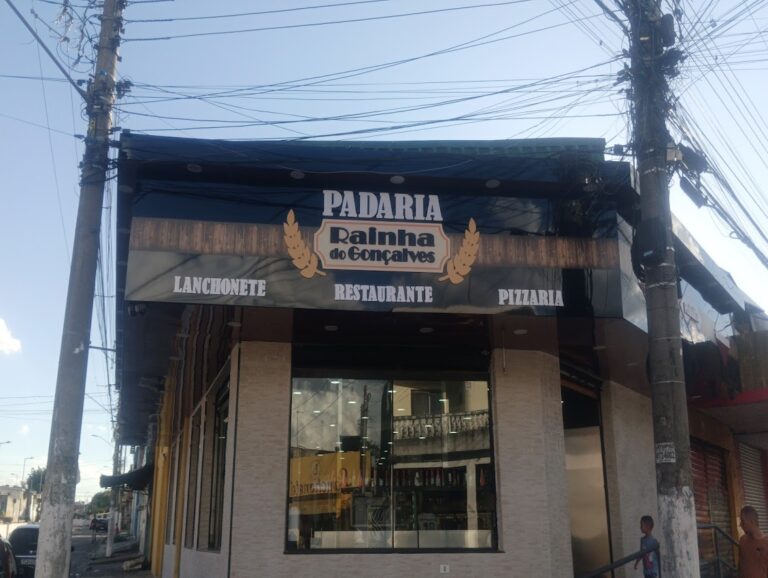 PADARIA
Rainha
do Gonçalves
LANCHONETE RESTAURANTE PIZZARIA